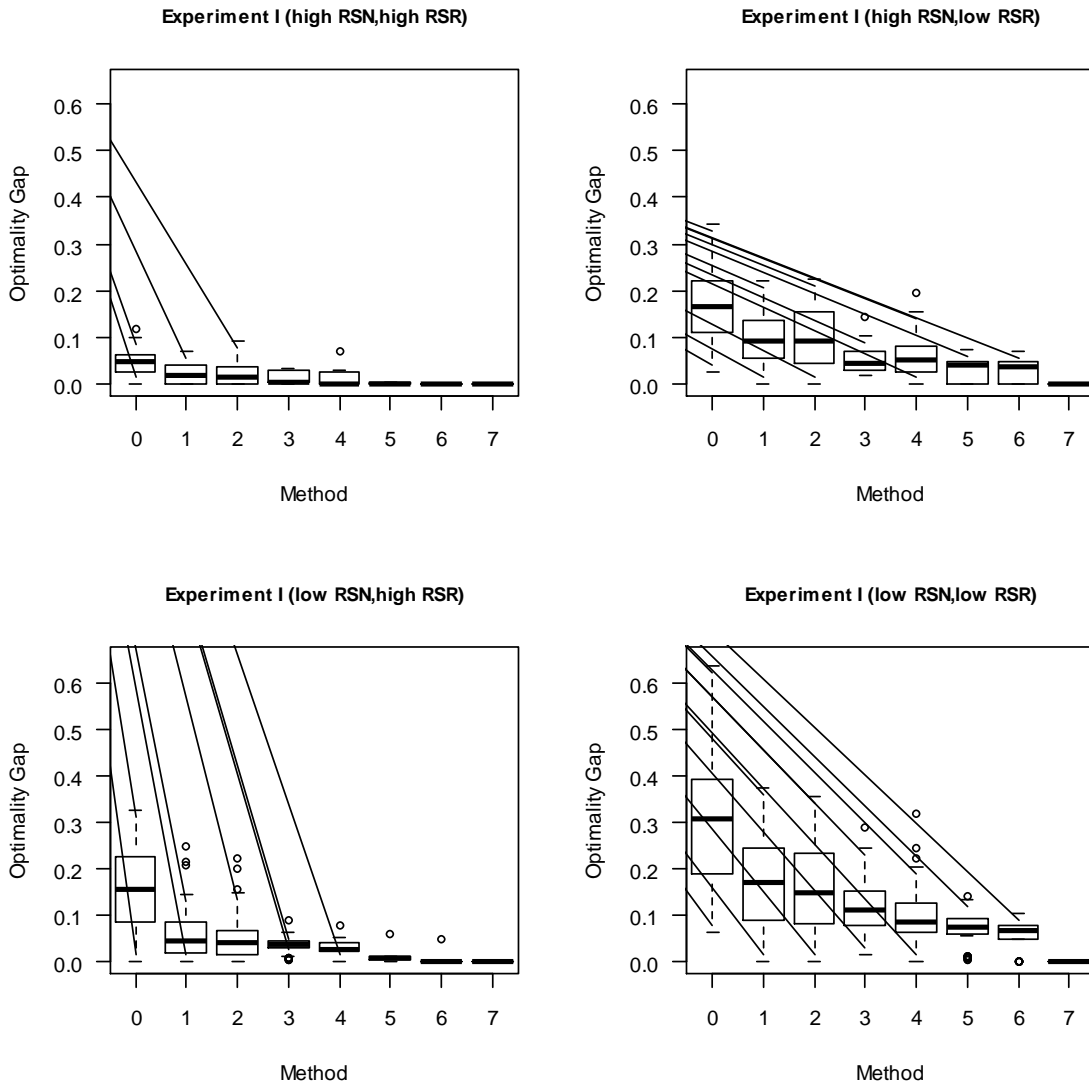 Experiment I (high RSN,high RSR)
0.6
0.5
0.4
0.3
0.2
0.1
0.0
Optimality Gap
0 1 2 3 4 5 6 7
Method
Experiment I (high RSN,low RSR)
0.6
0.5
0.4
0.3
0.2
0.1
0.0
Optimality Gap
0 1 2 3 4 5 6 7
Method
Experiment I (low RSN,high RSR)
0.6
0.5
0.4
0.3
0.2
0.1
0.0
Optimality Gap
0 1 2 3 4 5 6 7
Method
Experiment I (low RSN,low RSR)
0.6
0.5
0.4
0.3
0.2
0.1
0.0
Optimality Gap
0 1 2 3 4 5 6 7
Method